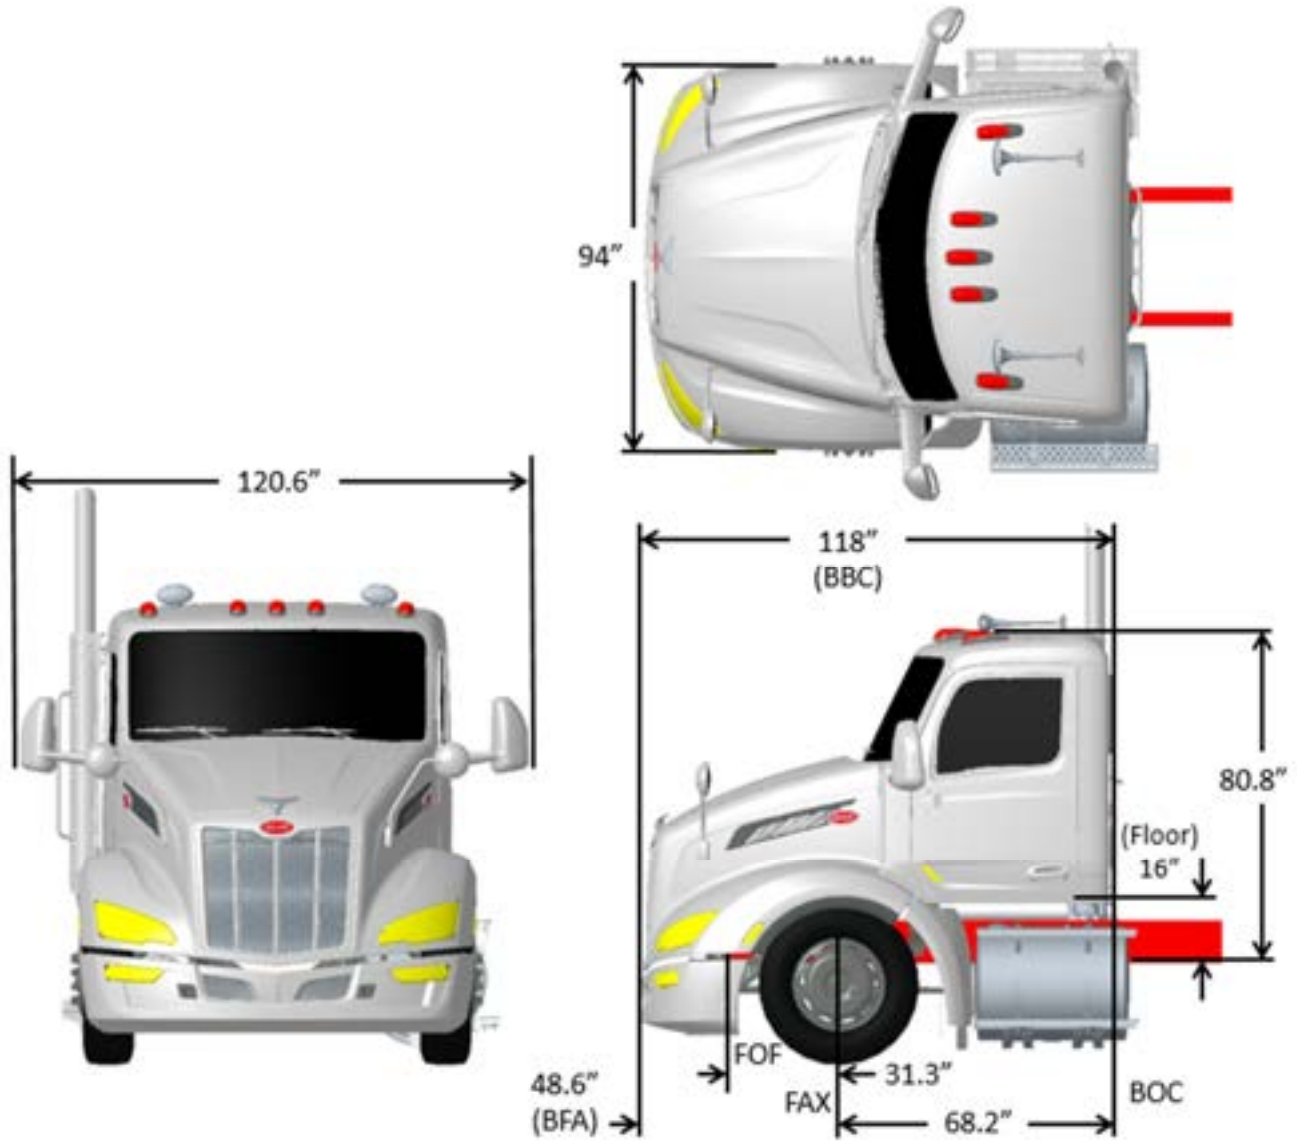 94”
120.6”
118”
(BBC)
80.8”
(Floor)
16”
FOF
31.3”
48.6”
(BFA)
FAX
68.2”
BOC